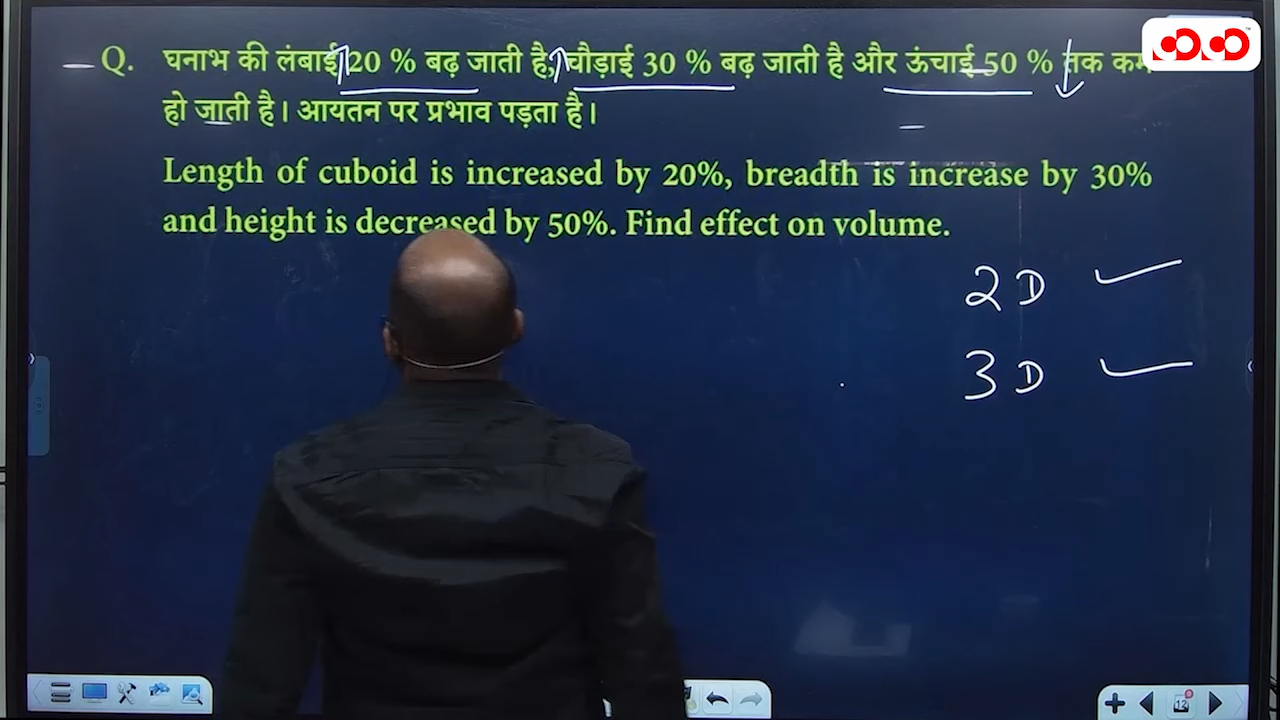 Q. घनाभ की लंबाई 20 % बढ़ जाती है, चौड़ाई 30 % बढ़ जाती है और ऊंचाई 50 % तक कम
हो जाती है। आयतन पर प्रभाव पड़ता है।
Length of cuboid is increased by 20%, breadth is increase by 30%
and height is decreased by 50%. Find effect on volume.
2D
3D